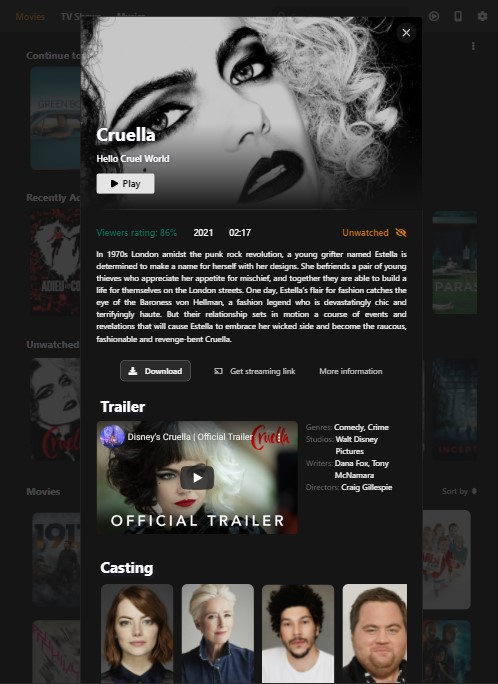 Movies
TV Shows
Movies
Continue to
Cruella
Hello Cruel World
Play
Viewers rating: 86%
2021
02:17
Unwatched
In 1970s London amidst the punk rock revolution, a young grifter named Estella is
determined to make a name for herself with her designs. She befriends a pair of young
thieves who appreciate her appetite for mischief, and together they are able to build a
life for themselves on the London streets. One day, Estella's flair for fashion catches the
eye of the Baroness von Hellman, a fashion legend who is devastatingly chic and
terrifyingly haute. But their relationship sets in motion a course of events and
revelations that will cause Estella to embrace her wicked side and become the raucous,
fashionable and revenge-bent Cruella.
Recently Ad
ADIEU
PARAS
Download
Get streaming link
More information
Unwatched
Trailer
Disney's Cruella | Official Trailer
Cruella
OFFICIAL TRAILER
Genres: Comedy, Crime
Studios: Walt Disney
Pictures
Writers: Dana Fox, Tony
McNamara
Directors: Craig Gillespie
INCEPT
Movies
Sort by
1917
Casting